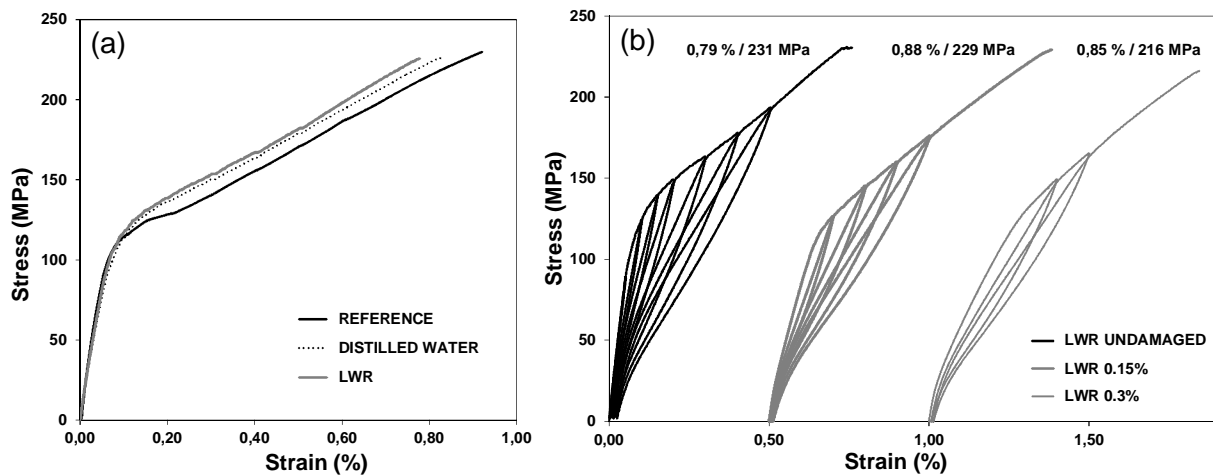 (a)
250
200
150
100
50
0
Stress (MPa)
0,00 0,20 0,40 0,60 0,80 1,00
Strain (%)
REFERENCE
DISTILLED WATER
LWR
(b)
250
200
150
100
50
0
Stress (MPa)
0,79 % / 231 MPa 0,88 % / 229 MPa 0,85 % / 216 MPa
LWR UNDAMAGED
LWR 0.15%
LWR 0.3%
0,00 0,50 1,00 1,50
Strain (%)